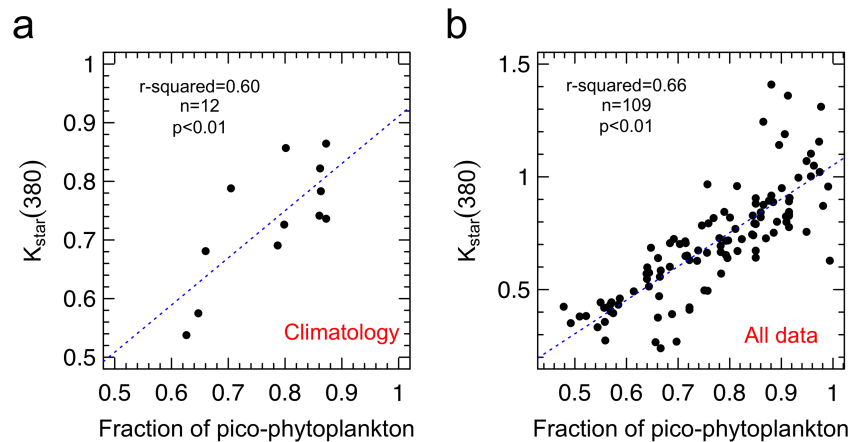 a
1
0.9
0.8
0.7
0.6
0.5
K_star(380)
r-squared=0.60
n=12
p<0.01
Climatology
0.5 0.6 0.7 0.8 0.9 1
Fraction of pico-phytoplankton
b
1.5
1
0.5
K_star(380)
r-squared=0.66
n=109
p<0.01
All data
0.5 0.6 0.7 0.8 0.9 1
Fraction of pico-phytoplankton